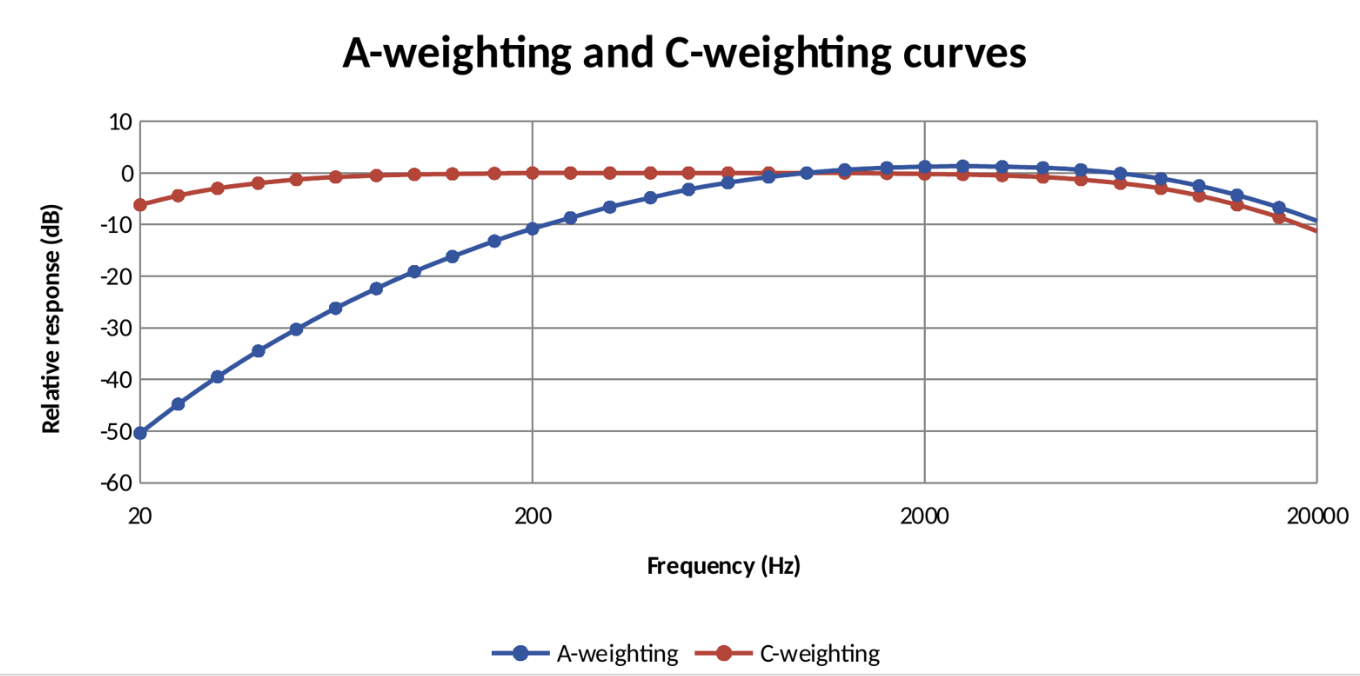 A-weighting and C-weighting curves
10
0
-10
-20
-30
-40
-50
-60
Relative response (dB)
20 200 2000 20000
Frequency (Hz)
A-weighting C-weighting